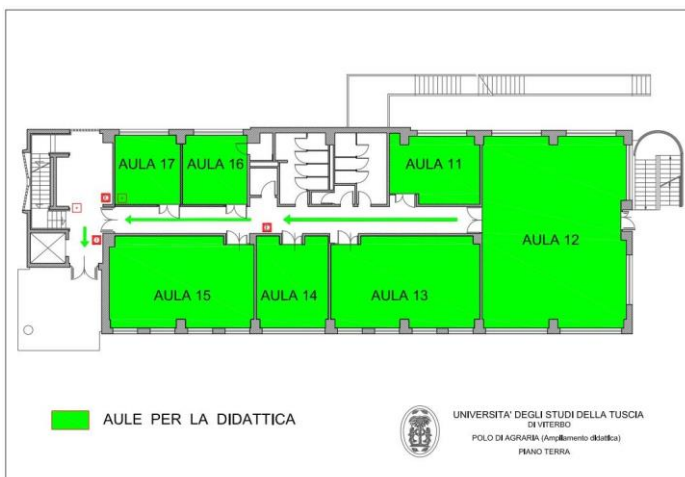 AULA 17
AULA 16
AULA 11
AULA 12
AULA 15
AULA 14
AULA 13
AULE PER LA DIDATTICA
UNIVERSITA' DEGLI STUDI DELLA TUSCIA
DI VITERBO
POLO DI AGRARIA (Ampliamento didattica)
PIANO TERRA